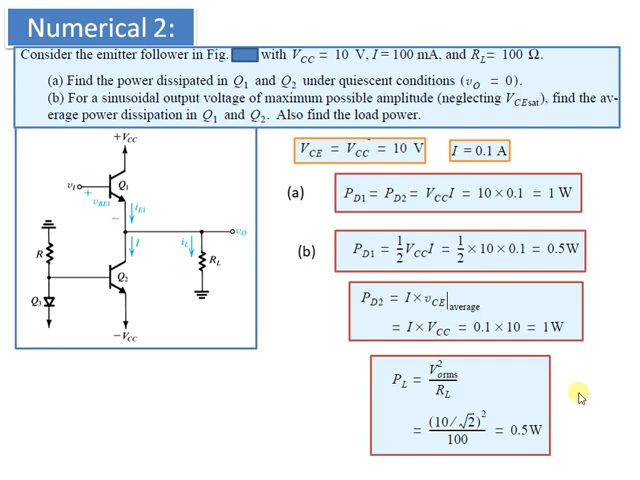 Numerical 2:
Consider the emitter follower in Fig. with V_CC = 10 V, I = 100 mA, and R_L = 100 Ω.
(a) Find the power dissipated in Q₁ and Q₂ under quiescent conditions (v_O = 0).
(b) For a sinusoidal output voltage of maximum possible amplitude (neglecting V_CEsat), find the av-
erage power dissipation in Q₁ and Q₂. Also find the load power.
+V_CC
v_I
Q₁
+
v_BE1
−
i_E1
v_O
I
i_L
R
R_L
Q₂
Q₃
−V_CC
V_CE = V_CC = 10 V
I = 0.1 A
(a)
P_D1 = P_D2 = V_CC I = 10 × 0.1 = 1 W
(b)
P_D1 = 1/2 V_CC I = 1/2 × 10 × 0.1 = 0.5W
P_D2 = I × v_CE|average
= I × V_CC = 0.1 × 10 = 1W
P_L = V²_orms / R_L
= (10/√2)² / 100 = 0.5W